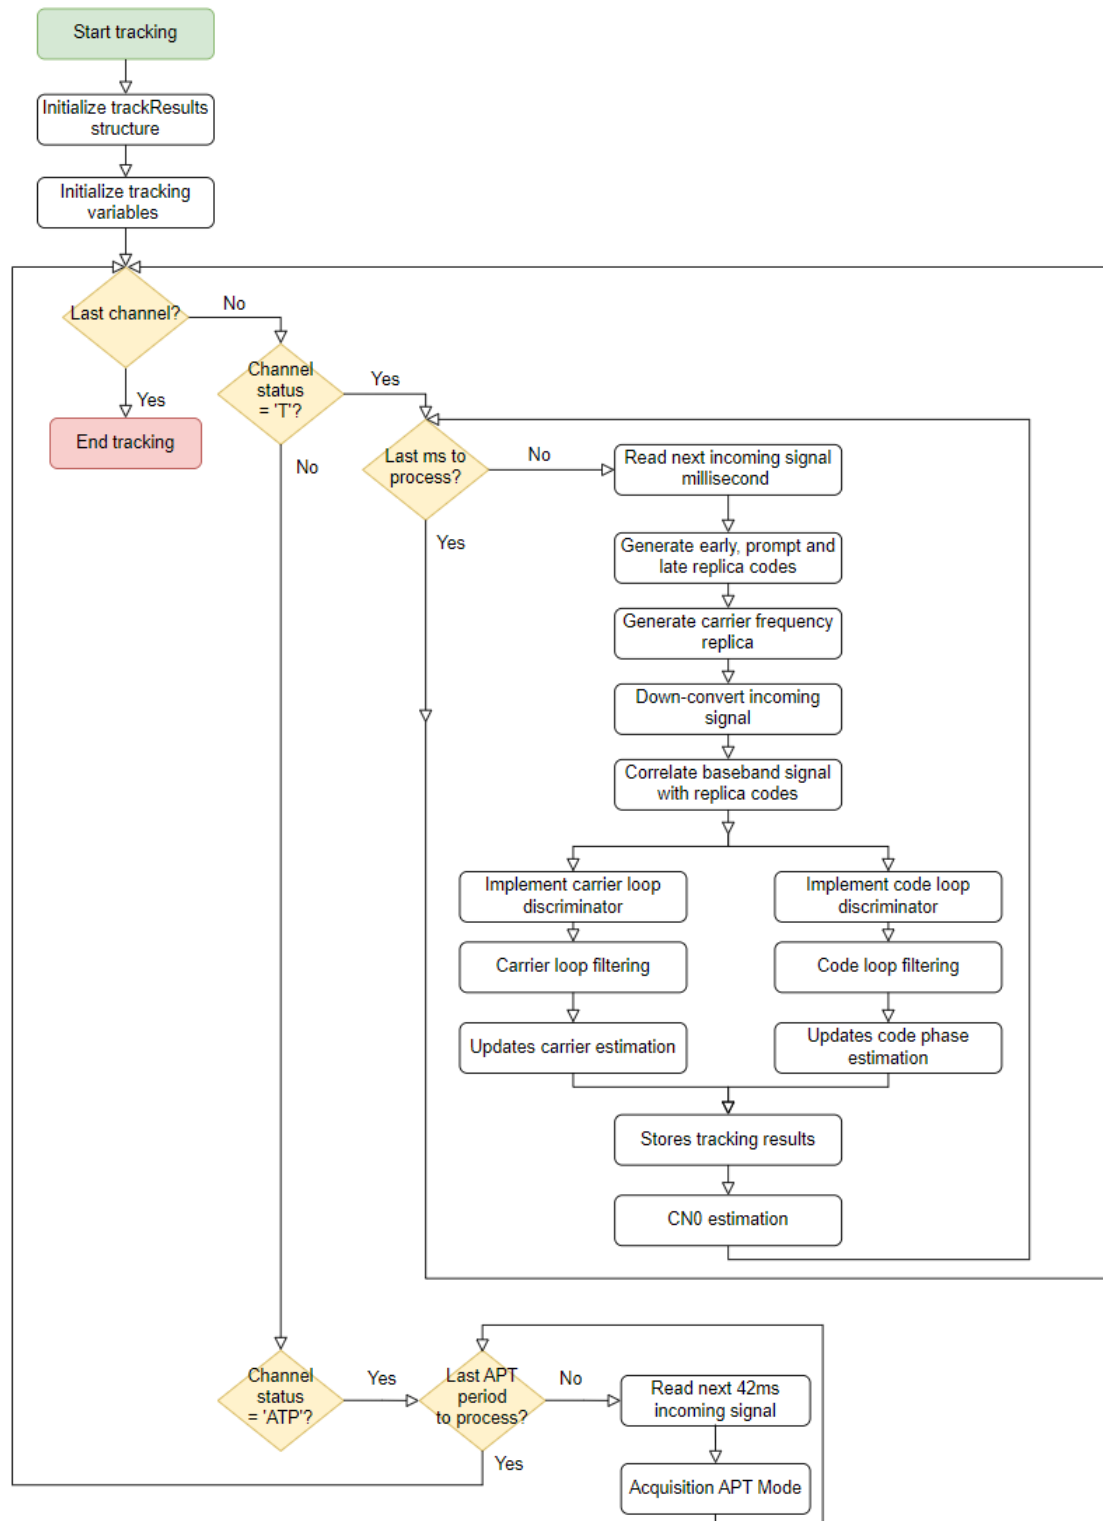 Start tracking
Initialize trackResults
structure
Initialize tracking
variables
Last channel?
No
Yes
End tracking
Channel
status
= 'T'?
Yes
No
Last ms to
process?
No
Yes
Read next incoming signal
millisecond
Generate early, prompt and
late replica codes
Generate carrier frequency
replica
Down-convert incoming
signal
Correlate baseband signal
with replica codes
Implement carrier loop
discriminator
Implement code loop
discriminator
Carrier loop filtering
Code loop filtering
Updates carrier estimation
Updates code phase
estimation
Stores tracking results
CN0 estimation
Channel
status
= 'ATP'?
Yes
Last APT
period
to process?
No
Yes
Read next 42ms
incoming signal
Acquisition APT Mode